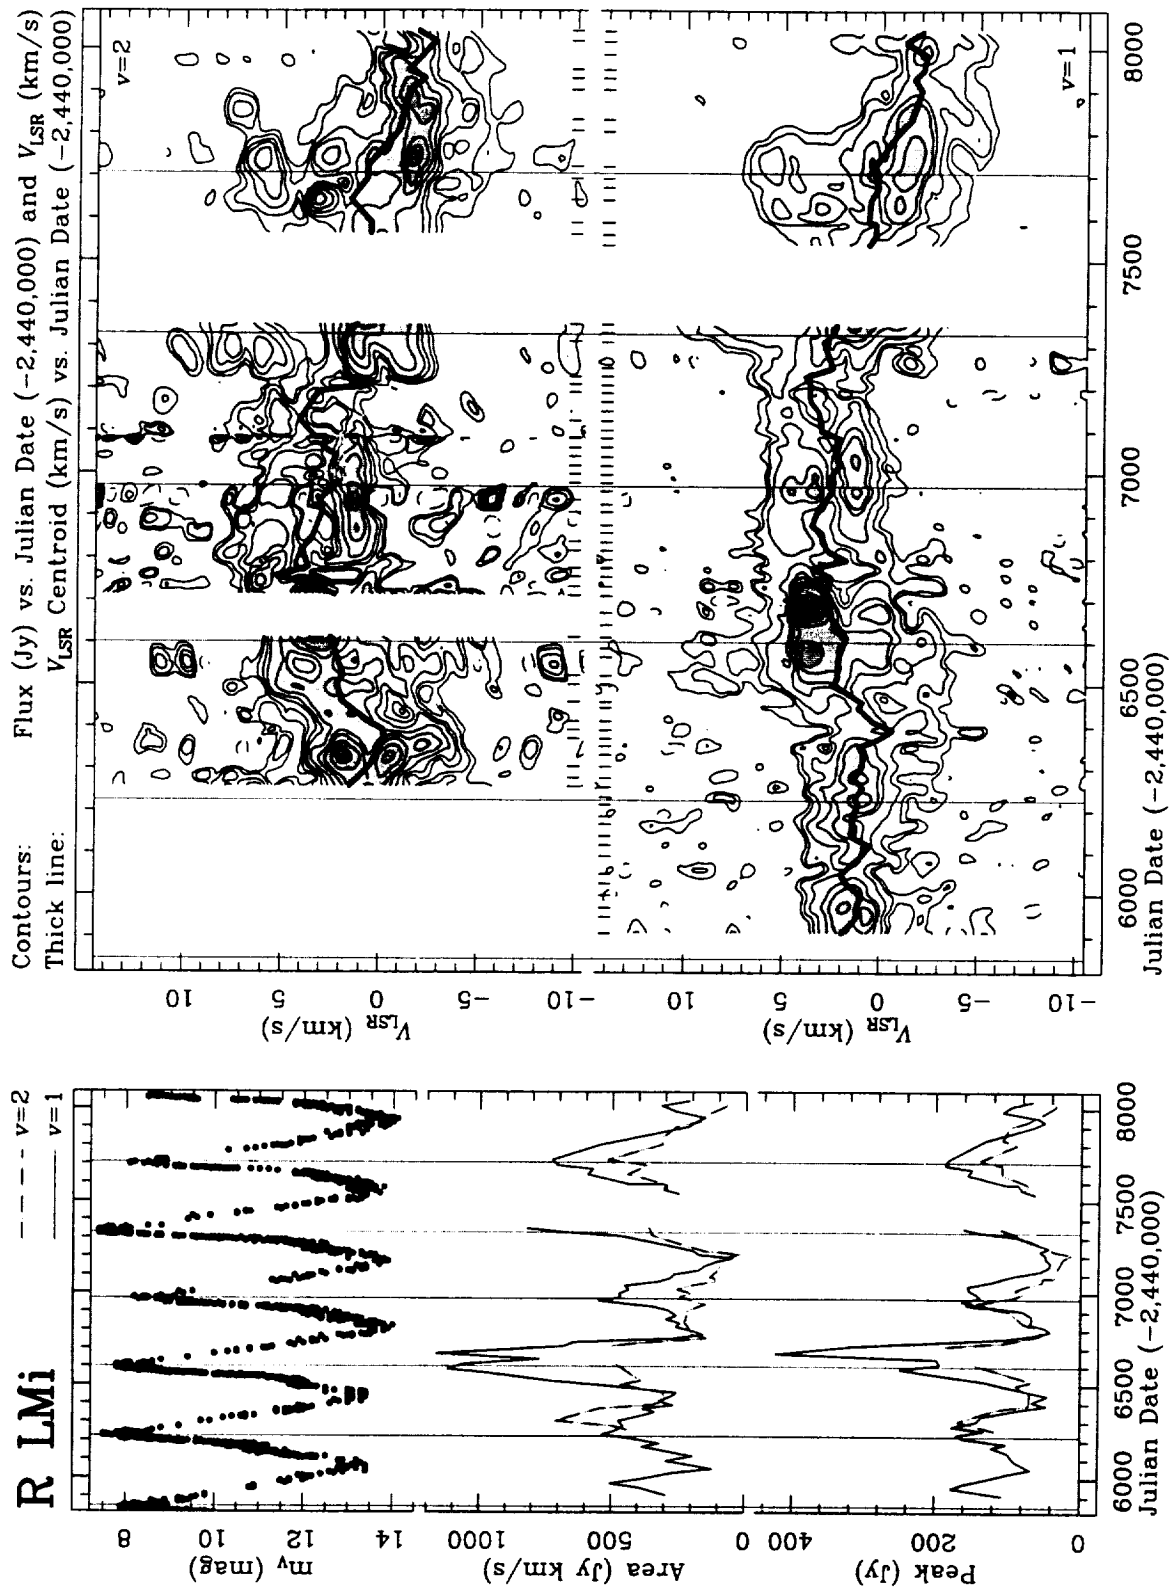 R LMi
--- v=2
— v=1
8
10
12
14
m_V (mag)
1000
500
0
Area (Jy km/s)
400
200
0
Peak (Jy)
6000 6500 7000 7500 8000
Julian Date (-2,440,000)
Contours: Flux (Jy) vs. Julian Date (-2,440,000) and V_LSR (km/s)
Thick line: V_LSR Centroid (km/s) vs. Julian Date (-2,440,000)
v=2
10
5
0
-5
-10
V_LSR (km/s)
v=1
10
5
0
-5
-10
V_LSR (km/s)
6000 6500 7000 7500 8000
Julian Date (-2,440,000)